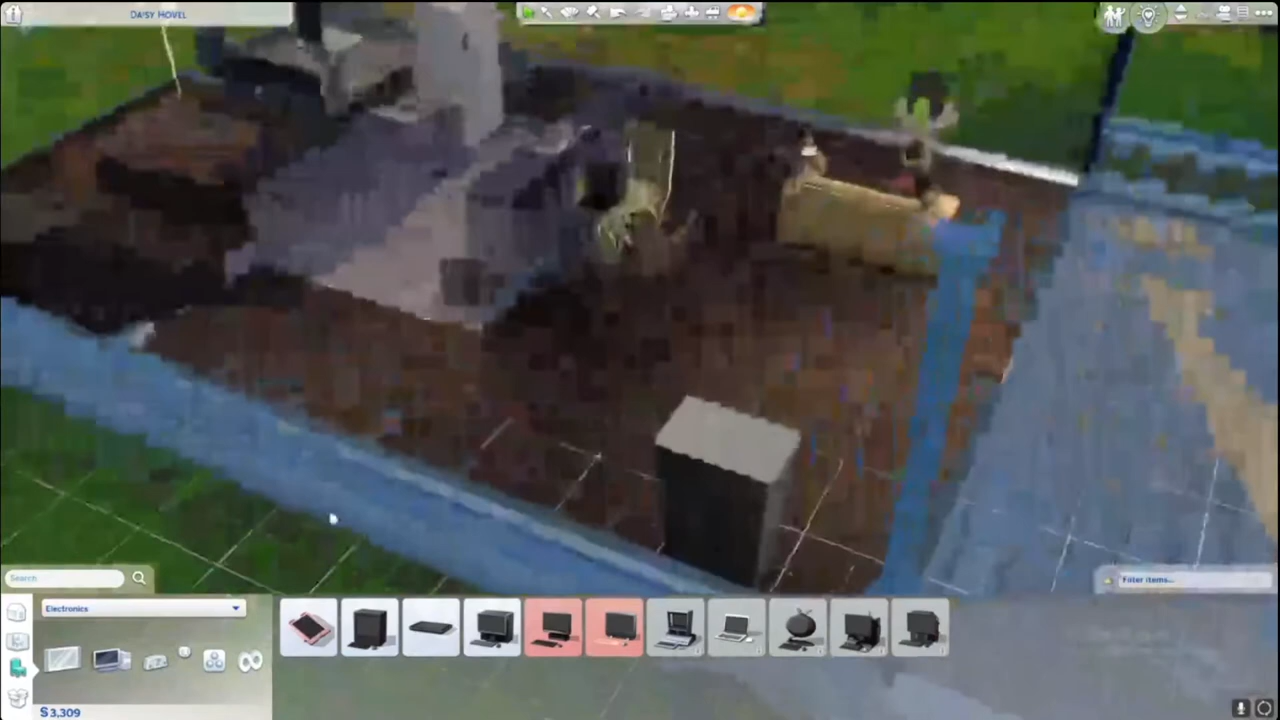 DAISY HOVEL
Search
Filter items...
Electronics
$3,309